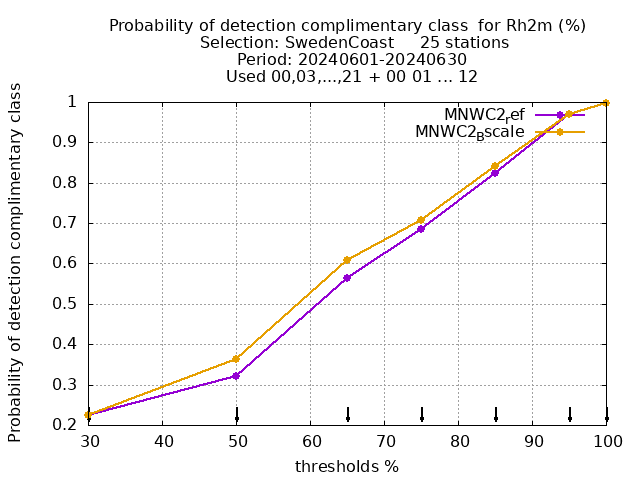 Probability of detection complimentary class  for Rh2m (%)
Selection: SwedenCoast     25 stations
Period: 20240601-20240630
Used 00,03,...,21 + 00 01 ... 12
Probability of detection complimentary class
1
0.9
0.8
0.7
0.6
0.5
0.4
0.3
0.2
MNWC2ref
MNWC2Bscale
30 40 50 60 70 80 90 100
thresholds %